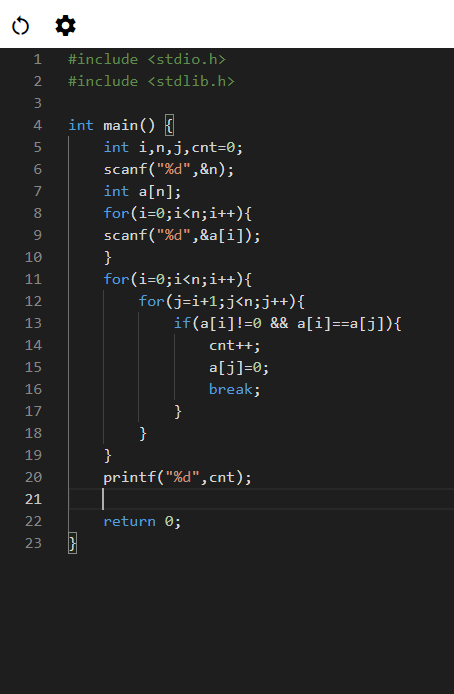 1 #include <stdio.h>
2 #include <stdlib.h>
3
4 int main() {
5     int i,n,j,cnt=0;
6     scanf("%d",&n);
7     int a[n];
8     for(i=0;i<n;i++){
9     scanf("%d",&a[i]);
10     }
11     for(i=0;i<n;i++){
12         for(j=i+1;j<n;j++){
13             if(a[i]!=0 && a[i]==a[j]){
14                 cnt++;
15                 a[j]=0;
16                 break;
17             }
18         }
19     }
20     printf("%d",cnt);
21
22     return 0;
23 }